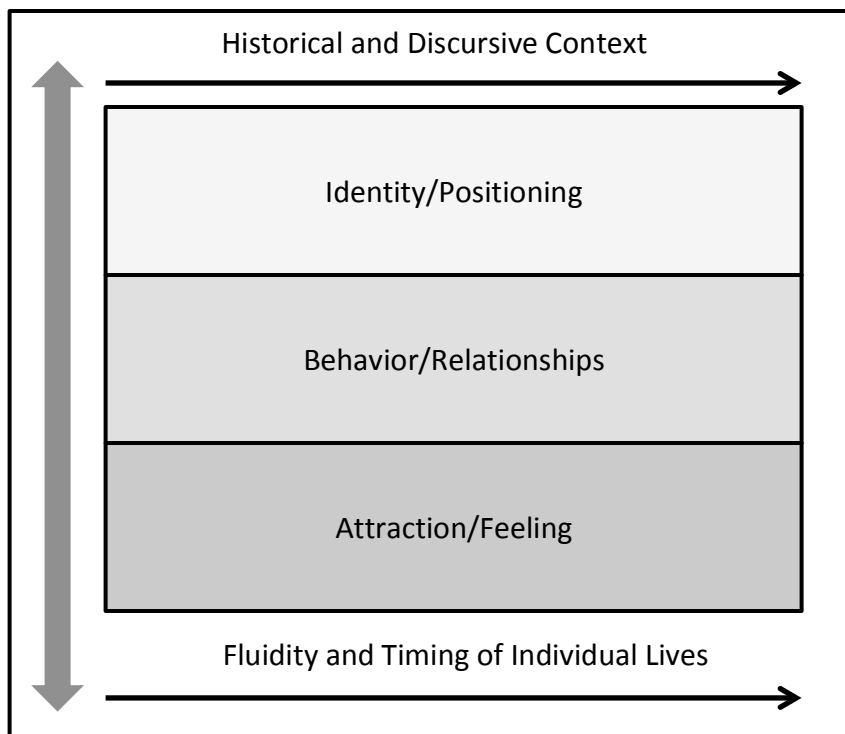 Historical and Discursive Context
Identity/Positioning
Behavior/Relationships
Attraction/Feeling
Fluidity and Timing of Individual Lives